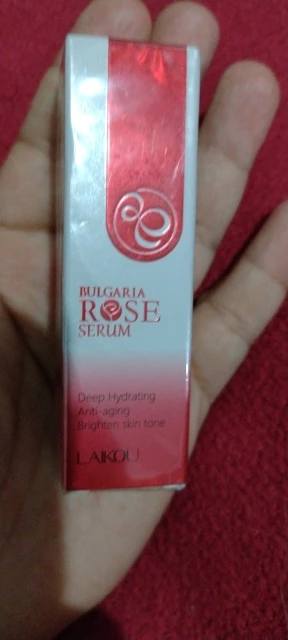 BULGARIA
ROSE
SERUM
Deep Hydrating
Anti-aging
Brighten skin tone
LAIKOU